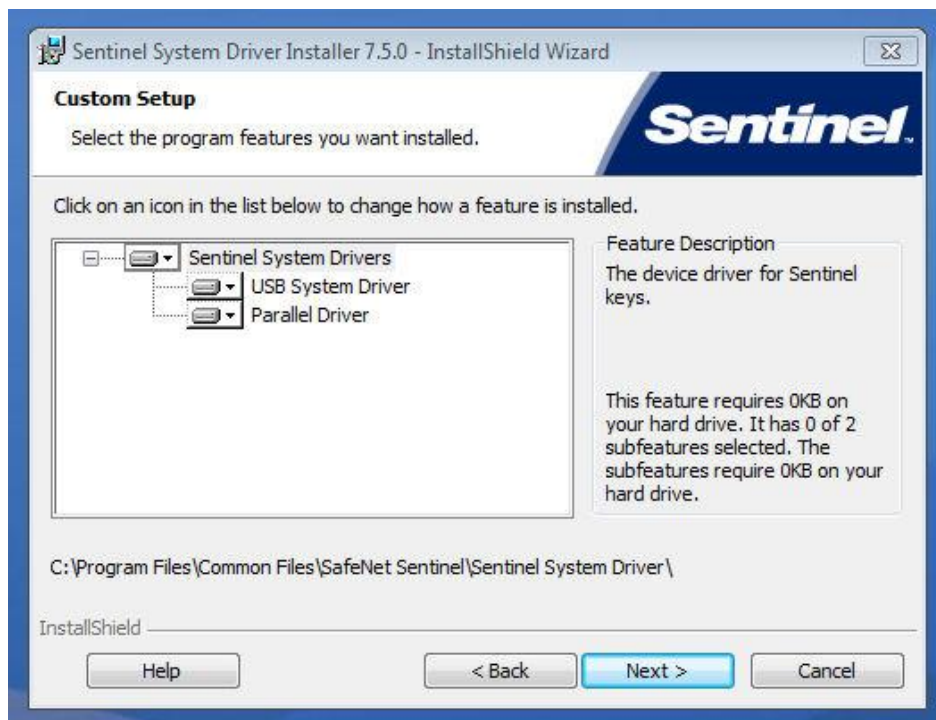 Sentinel System Driver Installer 7.5.0 - InstallShield Wizard
Custom Setup
Select the program features you want installed.
Sentinel™
Click on an icon in the list below to change how a feature is installed.
Sentinel System Drivers
USB System Driver
Parallel Driver
Feature Description
The device driver for Sentinel
keys.
This feature requires 0KB on
your hard drive. It has 0 of 2
subfeatures selected. The
subfeatures require 0KB on your
hard drive.
C:\Program Files\Common Files\SafeNet Sentinel\Sentinel System Driver\
InstallShield
Help
< Back
Next >
Cancel